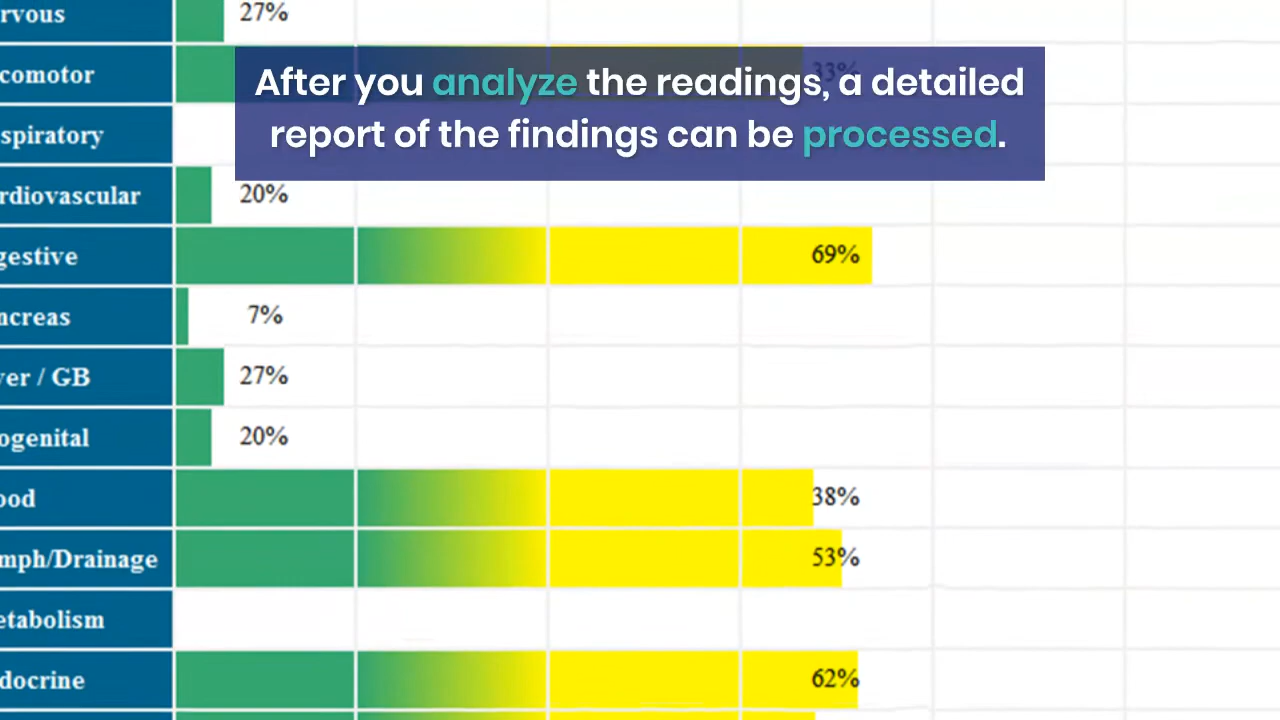 rvous 27%
After you analyze the readings, a detailed
report of the findings can be processed.
comotor 33%
spiratory
rdiovascular 20%
gestive 69%
ncreas 7%
ver / GB 27%
ogenital 20%
ood 38%
mph/Drainage 53%
etabolism
docrine 62%